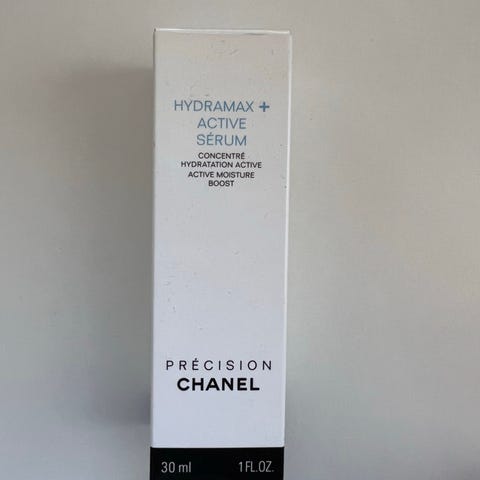 HYDRAMAX +
ACTIVE
SÉRUM
CONCENTRÉ
HYDRATATION ACTIVE
ACTIVE MOISTURE
BOOST
PRÉCISION
CHANEL
30 ml 1 FL.OZ.